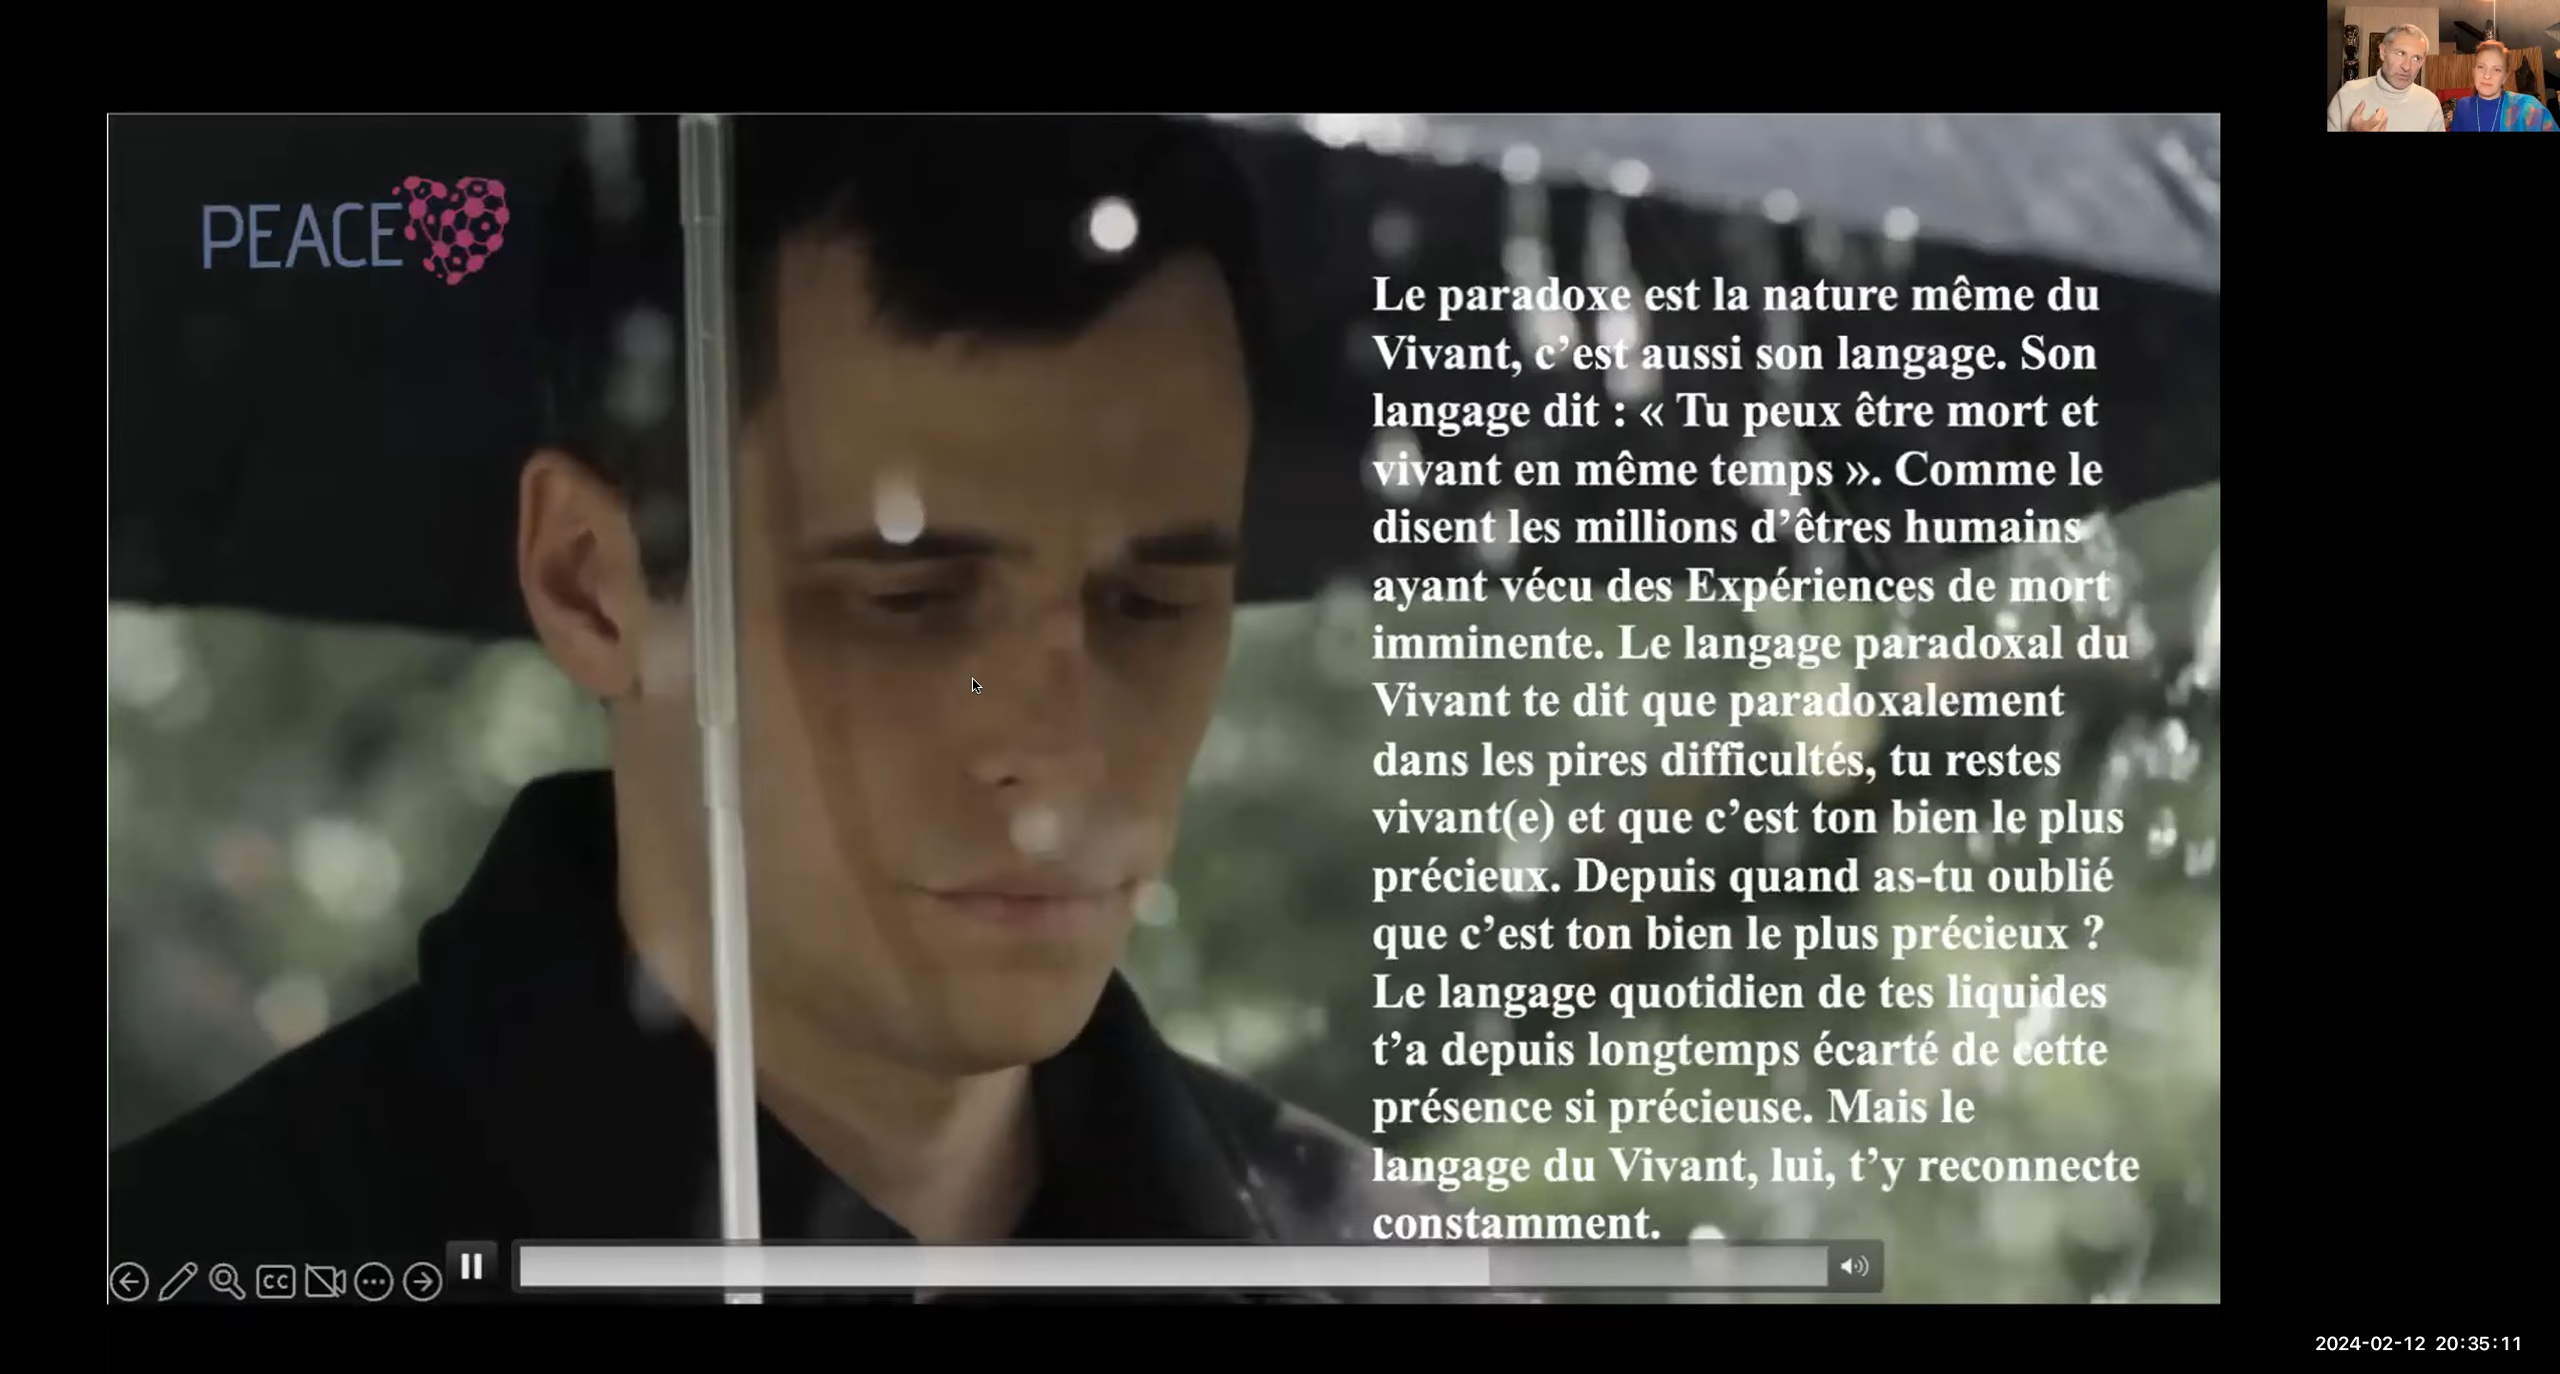 PEACE
Le paradoxe est la nature même du
Vivant, c’est aussi son langage. Son
langage dit : « Tu peux être mort et
vivant en même temps ». Comme le
disent les millions d’êtres humains
ayant vécu des Expériences de mort
imminente. Le langage paradoxal du
Vivant te dit que paradoxalement
dans les pires difficultés, tu restes
vivant(e) et que c’est ton bien le plus
précieux. Depuis quand as-tu oublié
que c’est ton bien le plus précieux ?
Le langage quotidien de tes liquides
t’a depuis longtemps écarté de cette
présence si précieuse. Mais le
langage du Vivant, lui, t’y reconnecte
constamment.
CC
2024-02-12 20:35:11